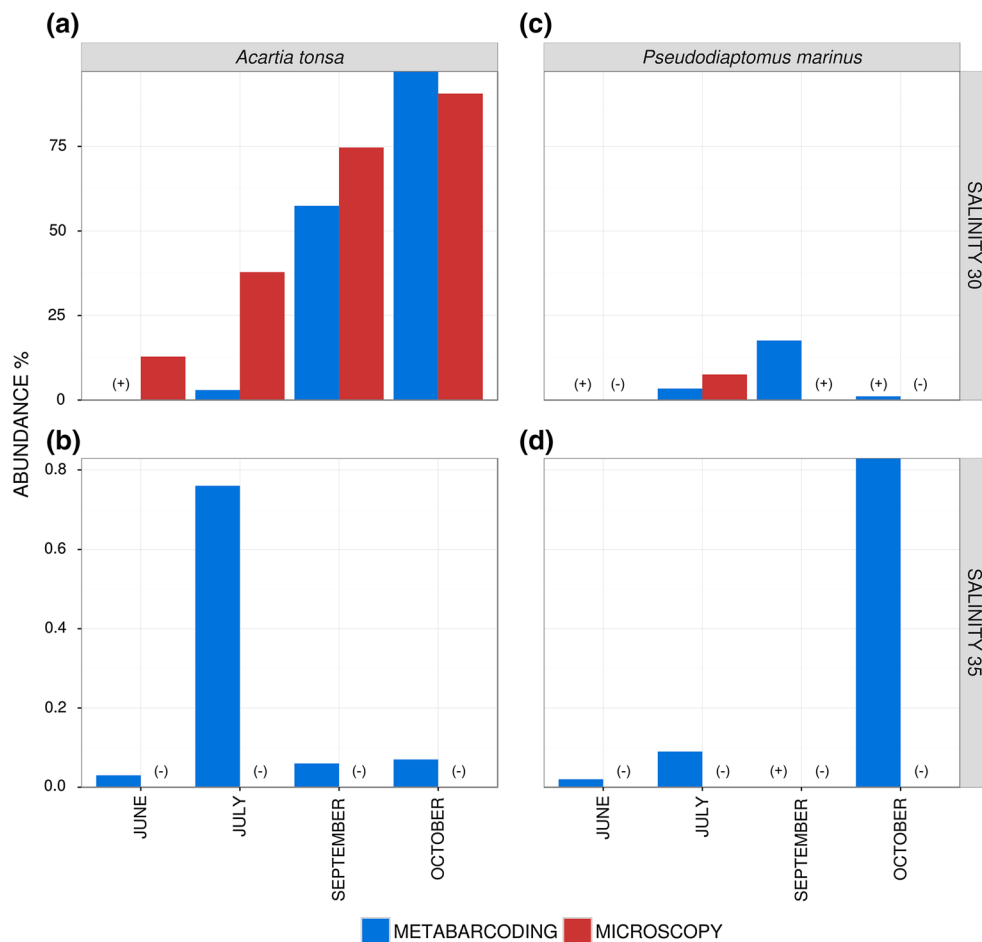 (a)
(c)
Acartia tonsa
Pseudodiaptomus marinus
SALINITY 30
75
50
25
0
(+)
(+)
(-)
(+)
(+)
(-)
ABUNDANCE %
(b)
(d)
SALINITY 35
0.8
0.6
0.4
0.2
0.0
(-)
(-)
(-)
(-)
(-)
(-)
(+)
(-)
(-)
JUNE
JULY
SEPTEMBER
OCTOBER
JUNE
JULY
SEPTEMBER
OCTOBER
METABARCODING
MICROSCOPY